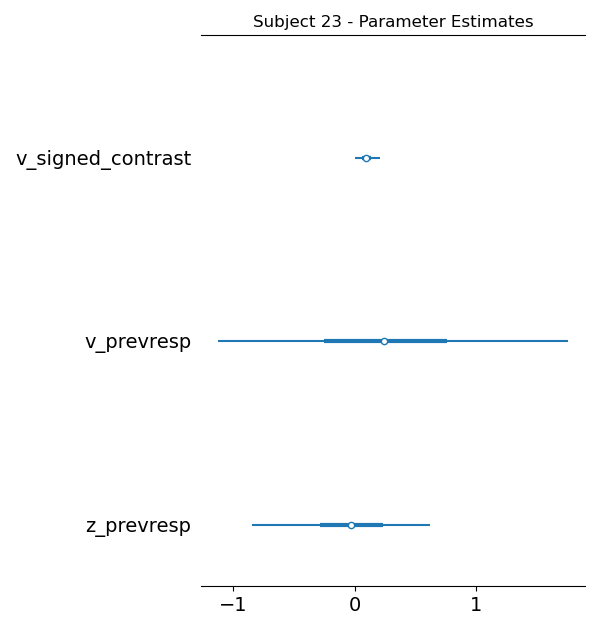 Subject 23 - Parameter Estimates
v_signed_contrast
v_prevresp
z_prevresp
−1 0 1